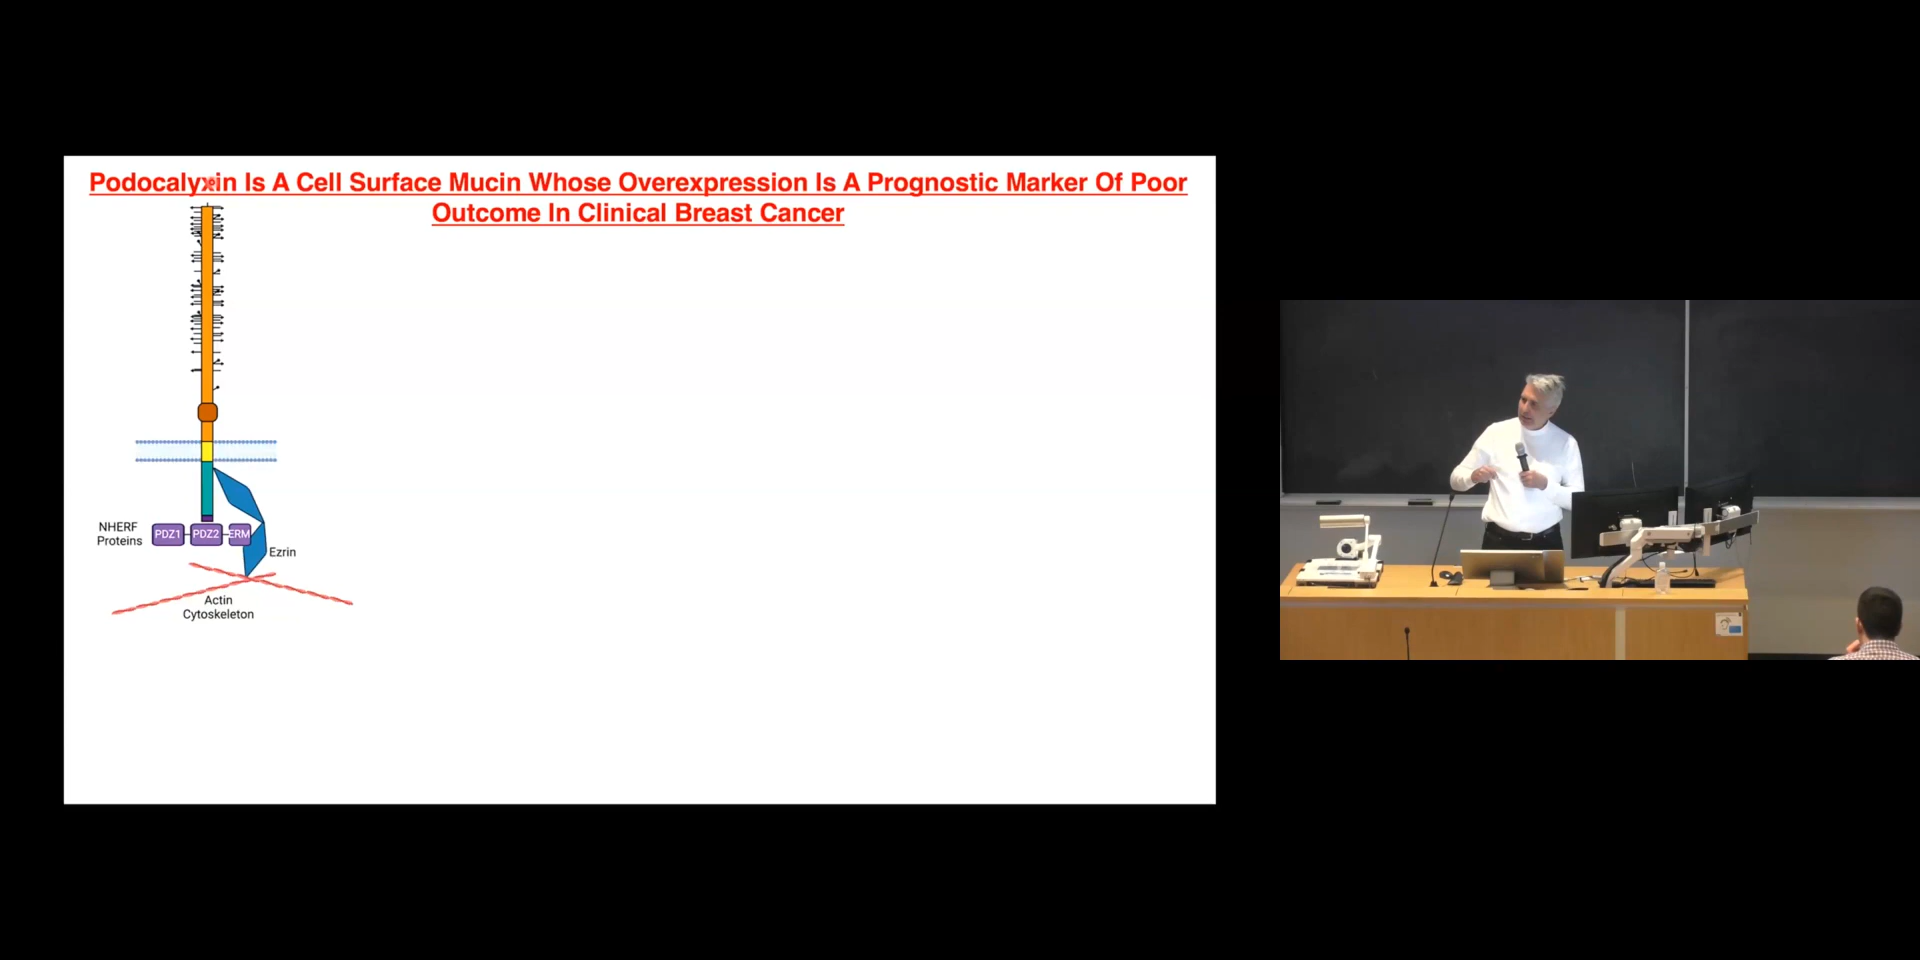 Podocalyxin Is A Cell Surface Mucin Whose Overexpression Is A Prognostic Marker Of Poor
Outcome In Clinical Breast Cancer
NHERF
Proteins
PDZ1
PDZ2
ERM
Ezrin
Actin
Cytoskeleton